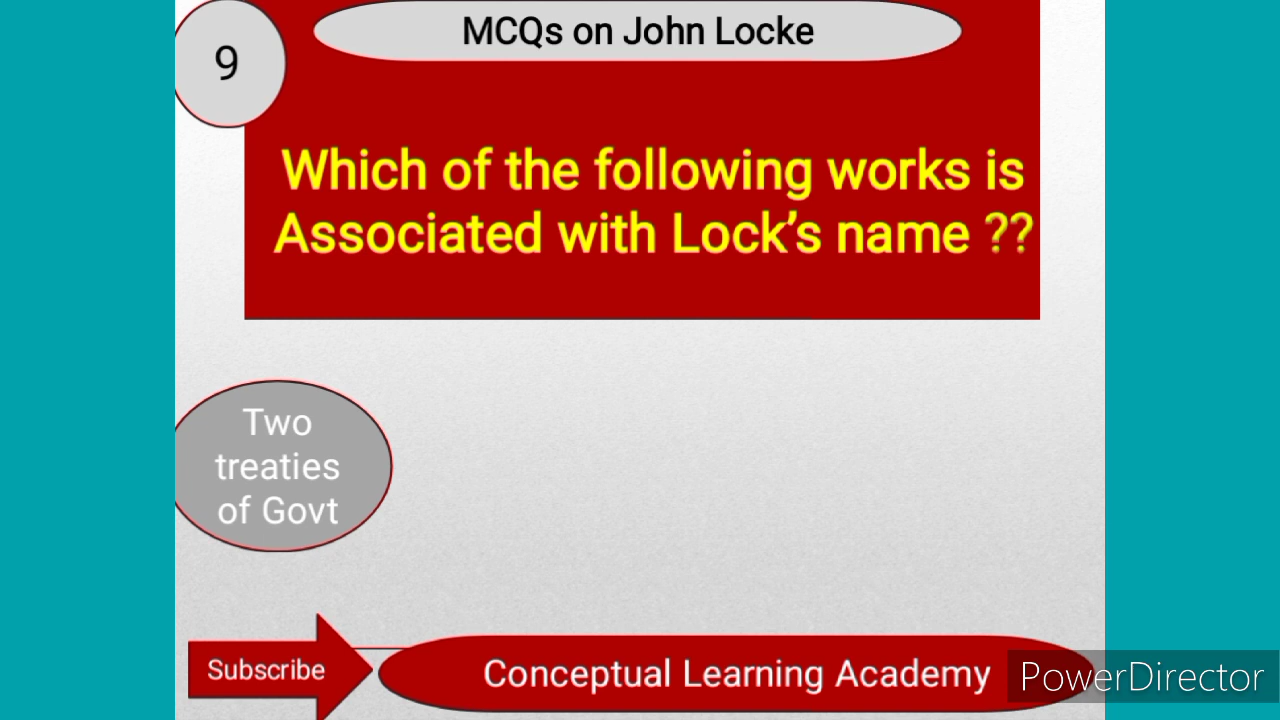 9
MCQs on John Locke
Which of the following works is
Associated with Lock’s name ??
Two
treaties
of Govt
Subscribe
Conceptual Learning Academy
PowerDirector